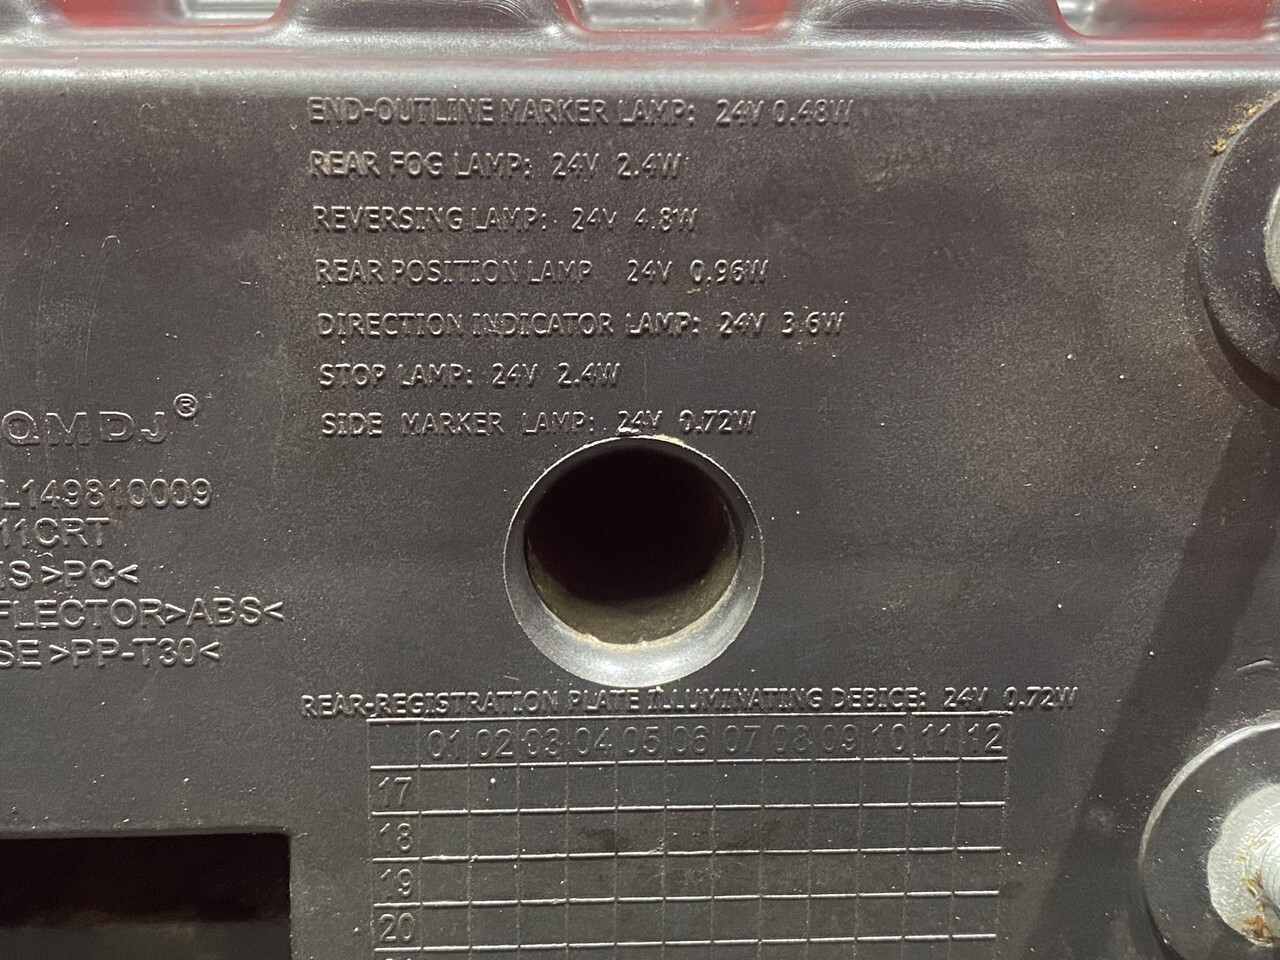 END-OUTLINE MARKER LAMP: 24V 0.48W
REAR FOG LAMP: 24V 2.4W
REVERSING LAMP: 24V 4.8W
REAR POSITION LAMP 24V 0.96W
DIRECTION INDICATOR LAMP: 24V 3.6W
STOP LAMP: 24V 2.4W
SIDE MARKER LAMP: 24V 0.72W
QMDJ®
L149810009
11CRT
>PC<
FLECTOR>ABS<
SE >PP-T30<
REAR-REGISTRATION PLATE ILLUMINATING DEBICE: 24V 0.72W
01 02 03 04 05 06 07 08 09 10 11 12
17
18
19
20